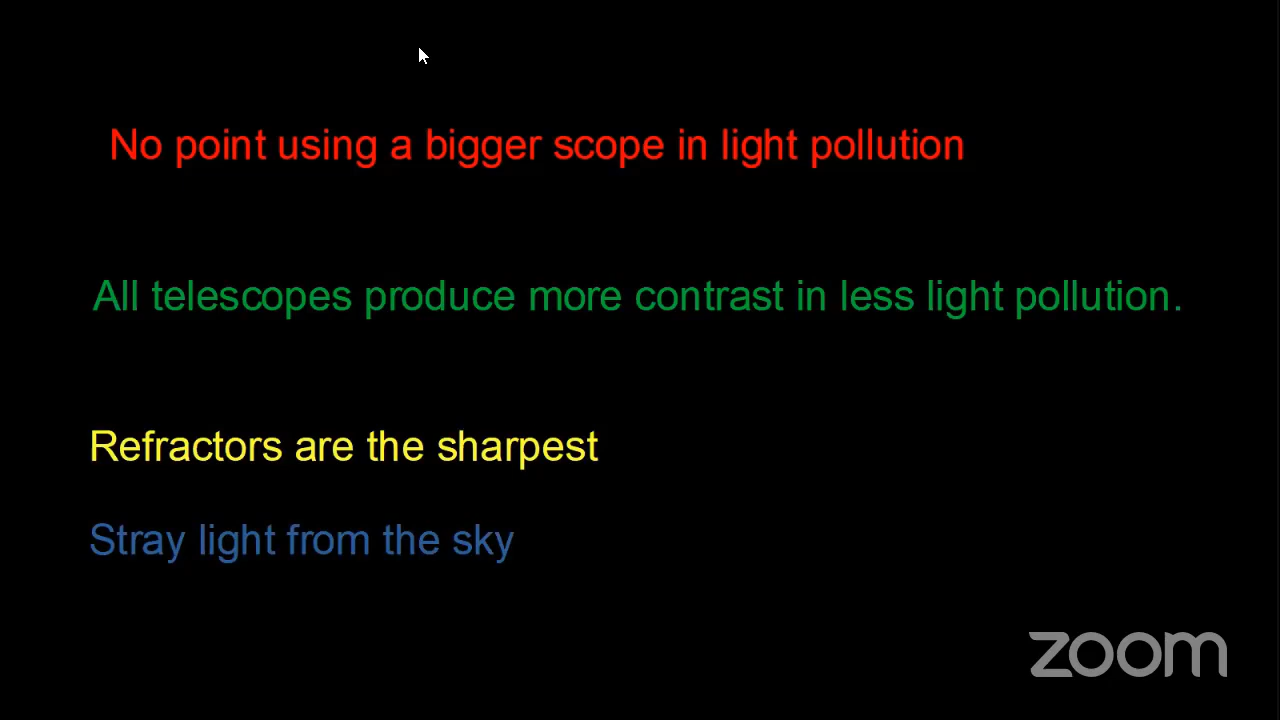 No point using a bigger scope in light pollution
All telescopes produce more contrast in less light pollution.
Refractors are the sharpest
Stray light from the sky
zoom